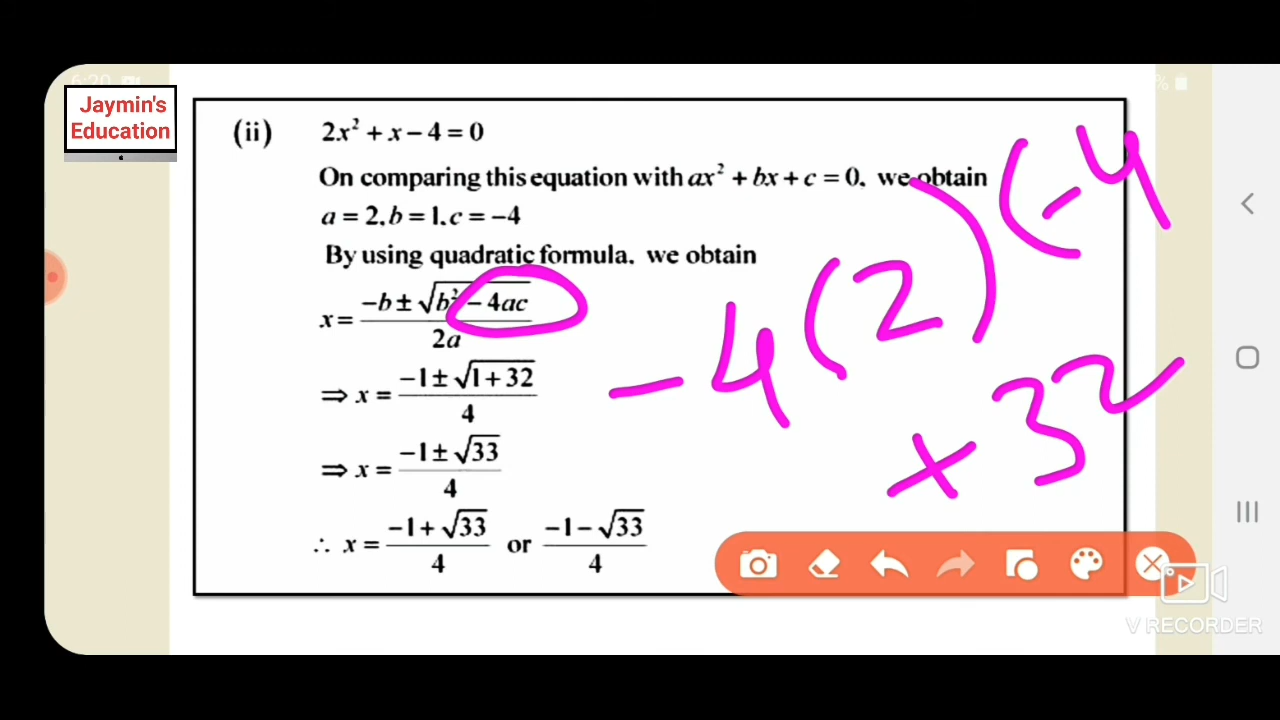 6:20
%
Jaymin's
Education
(ii) 2x² + x − 4 = 0
On comparing this equation with ax² + bx + c = 0, we obtain
a = 2, b = 1, c = −4
By using quadratic formula, we obtain
x = (−b ± √(b² − 4ac)) / 2a
⇒ x = (−1 ± √(1 + 32)) / 4
⇒ x = (−1 ± √33) / 4
∴ x = (−1 + √33) / 4 or (−1 − √33) / 4
−4(2)(−4
+32
V RECORDER